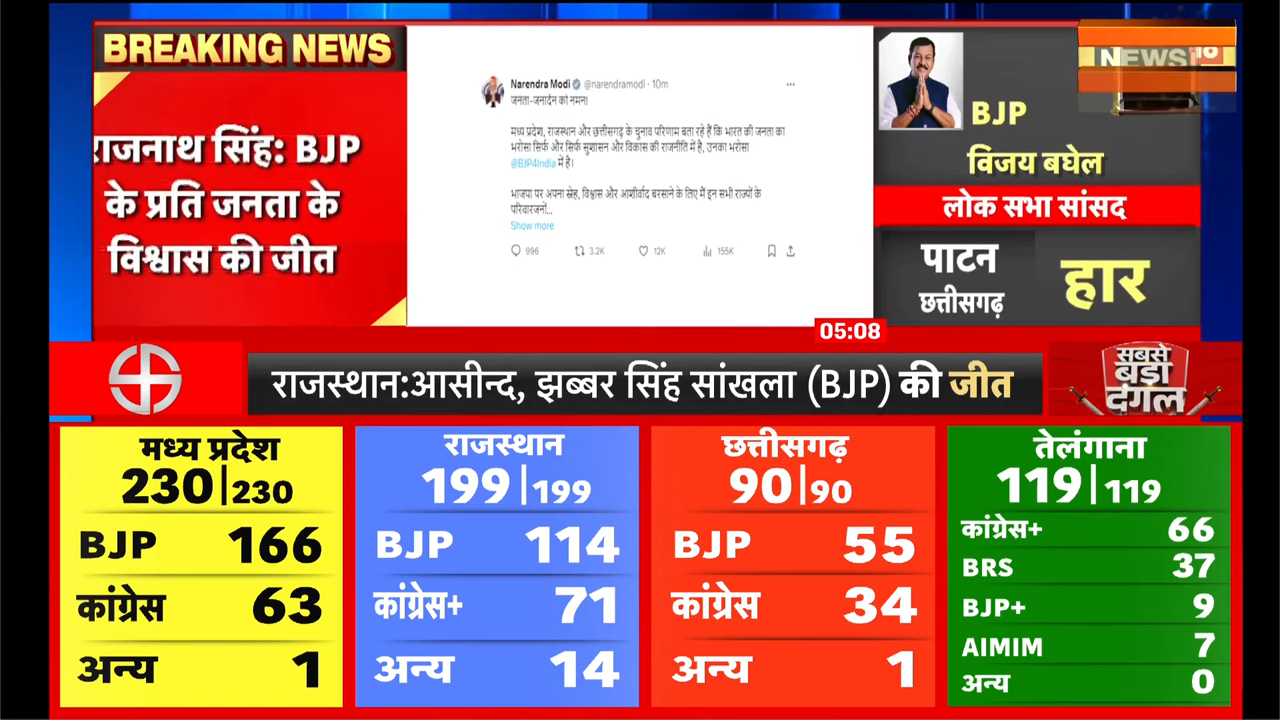 BREAKING NEWS
राजनाथ सिंह: BJP
के प्रति जनता के
विश्वास की जीत
Narendra Modi @narendramodi · 10m
जनता-जनार्दन को नमन!
मध्य प्रदेश, राजस्थान और छत्तीसगढ़ के चुनाव परिणाम बता रहे हैं कि भारत की जनता का
भरोसा सिर्फ और सिर्फ सुशासन और विकास की राजनीति में है, उनका भरोसा
@BJP4India में है।
भाजपा पर अपना स्नेह, विश्वास और आशीर्वाद बरसाने के लिए मैं इन सभी राज्यों के
परिवारजनों...
Show more
996 3.2K 12K 155K
NEWS18
BJP
विजय बघेल
लोक सभा सांसद
पाटन
छत्तीसगढ़
हार
05:08
राजस्थान:आसीन्द, झब्बर सिंह सांखला (BJP) की जीत
सबसे
बड़ा
दंगल
मध्य प्रदेश
230|230
BJP 166
कांग्रेस 63
अन्य 1
राजस्थान
199|199
BJP 114
कांग्रेस+ 71
अन्य 14
छत्तीसगढ़
90|90
BJP 55
कांग्रेस 34
अन्य 1
तेलंगाना
119|119
कांग्रेस+ 66
BRS 37
BJP+ 9
AIMIM 7
अन्य 0